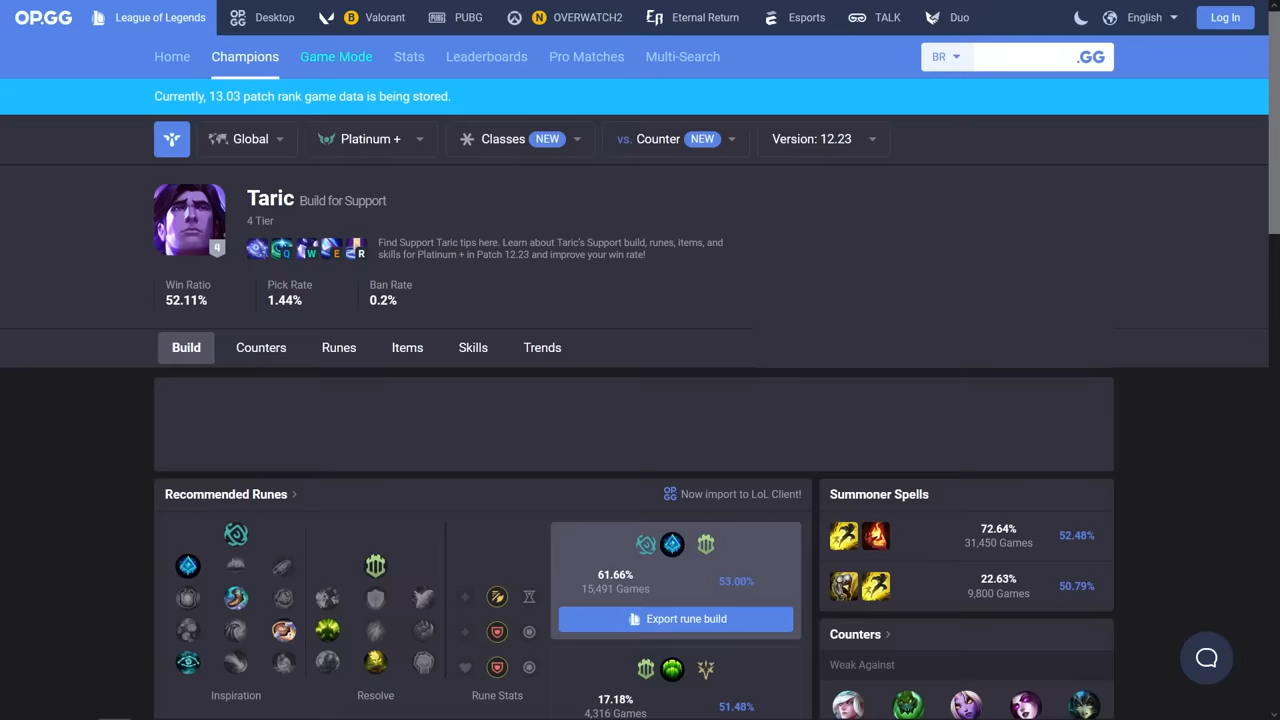 OP.GG
League of Legends
Desktop
B Valorant
PUBG
N OVERWATCH2
Eternal Return
Esports
TALK
Duo
English
Log In
Home
Champions
Game Mode
Stats
Leaderboards
Pro Matches
Multi-Search
BR
.GG
Currently, 13.03 patch rank game data is being stored.
Global
Platinum +
Classes NEW
vs. Counter NEW
Version: 12.23
Taric Build for Support
4 Tier
4
Q
W
E
R
Find Support Taric tips here. Learn about Taric's Support build, runes, items, and
skills for Platinum + in Patch 12.23 and improve your win rate!
Win Ratio
52.11%
Pick Rate
1.44%
Ban Rate
0.2%
Build
Counters
Runes
Items
Skills
Trends
Recommended Runes
OP.GG Now import to LoL Client!
61.66%
15,491 Games
53.00%
Export rune build
17.18%
4,316 Games
51.48%
Inspiration
Resolve
Rune Stats
Summoner Spells
72.64%
31,450 Games
52.48%
22.63%
9,800 Games
50.79%
Counters
Weak Against